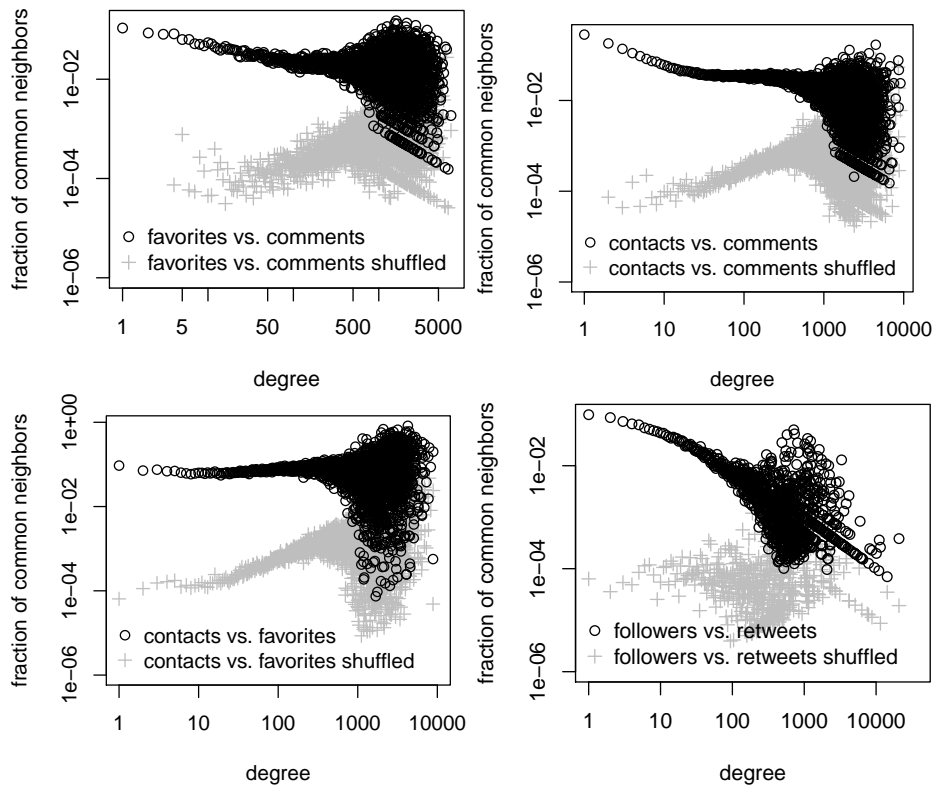 fraction of common neighbors
1e-02
1e-04
1e-06
favorites vs. comments
favorites vs. comments shuffled
1 5 50 500 5000
degree
fraction of common neighbors
1e-02
1e-04
1e-06
contacts vs. comments
contacts vs. comments shuffled
1 10 100 1000 10000
degree
fraction of common neighbors
1e+00
1e-02
1e-04
1e-06
contacts vs. favorites
contacts vs. favorites shuffled
1 10 100 1000 10000
degree
fraction of common neighbors
1e-02
1e-04
1e-06
followers vs. retweets
followers vs. retweets shuffled
1 10 100 1000 10000
degree